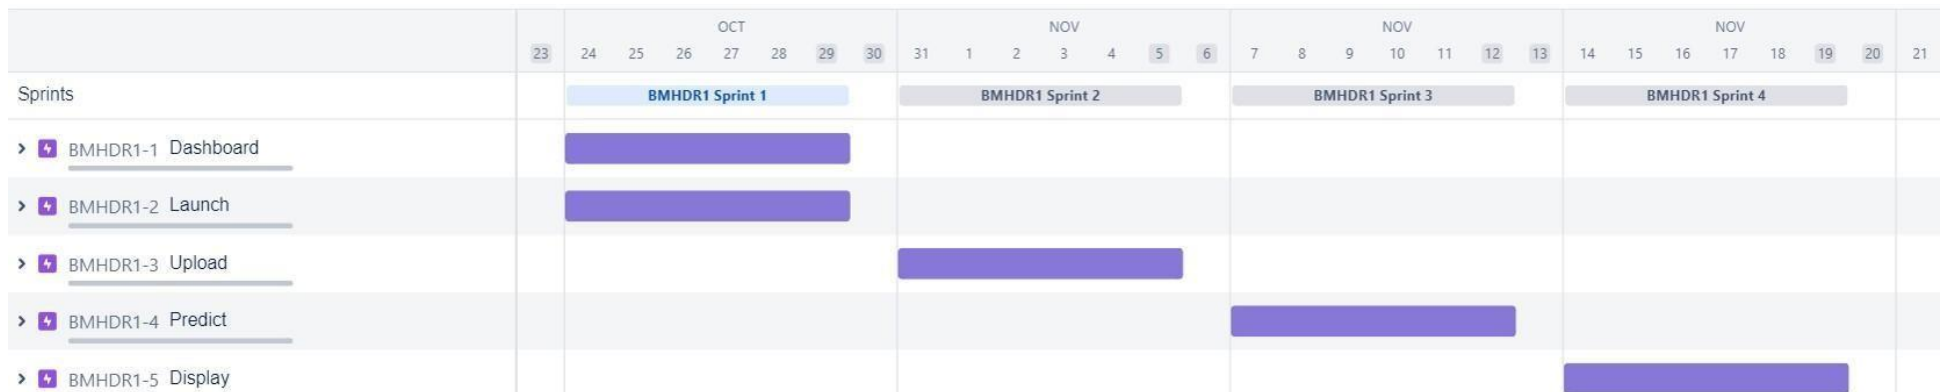 OCT NOV NOV NOV
23 24 25 26 27 28 29 30 31 1 2 3 4 5 6 7 8 9 10 11 12 13 14 15 16 17 18 19 20 21
Sprints BMHDR1 Sprint 1 BMHDR1 Sprint 2 BMHDR1 Sprint 3 BMHDR1 Sprint 4
BMHDR1-1 Dashboard
BMHDR1-2 Launch
BMHDR1-3 Upload
BMHDR1-4 Predict
BMHDR1-5 Display